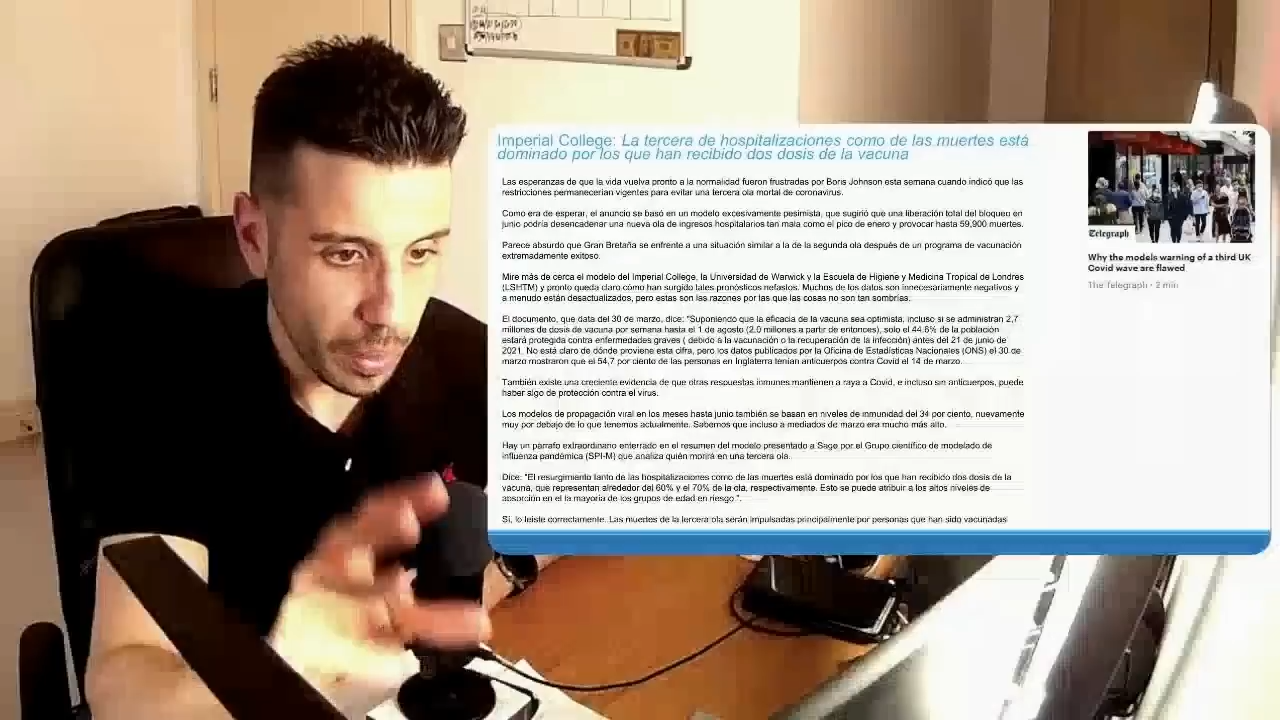 Imperial College: La tercera de hospitalizaciones como de las muertes está
dominado por los que han recibido dos dosis de la vacuna
Las esperanzas de que la vida vuelva pronto a la normalidad fueron frustradas por Boris Johnson esta semana cuando indicó que las
restricciones permanecerían vigentes para evitar una tercera ola mortal de coronavirus.
Como era de esperar, el anuncio se basó en un modelo excesivamente pesimista, que sugirió que una liberación total del bloqueo en
junio podría desencadenar una nueva ola de ingresos hospitalarios tan mala como el pico de enero y provocar hasta 59,900 muertes.
Parece absurdo que Gran Bretaña se enfrente a una situación similar a la de la segunda ola después de un programa de vacunación
extremadamente exitoso.
Mire más de cerca el modelo del Imperial College, la Universidad de Warwick y la Escuela de Higiene y Medicina Tropical de Londres
(LSHTM) y pronto queda claro cómo han surgido tales pronósticos nefastos. Muchos de los datos son innecesariamente negativos y
a menudo están desactualizados, pero estas son las razones por las que las cosas no son tan sombrías.
El documento, que data del 30 de marzo, dice: "Suponiendo que la eficacia de la vacuna sea optimista, incluso si se administran 2,7
millones de dosis de vacuna por semana hasta el 1 de agosto (2.0 millones a partir de entonces), solo el 44.6% de la población
estará protegida contra enfermedades graves ( debido a la vacunación o la recuperación de la infección) antes del 21 de junio de
2021. No está claro de dónde proviene esta cifra, pero los datos publicados por la Oficina de Estadísticas Nacionales (ONS) el 30 de
marzo mostraron que el 54,7 por ciento de las personas en Inglaterra tenían anticuerpos contra Covid el 14 de marzo.
También existe una creciente evidencia de que otras respuestas inmunes mantienen a raya a Covid, e incluso sin anticuerpos, puede
haber algo de protección contra el virus.
Los modelos de propagación viral en los meses hasta junio también se basan en niveles de inmunidad del 34 por ciento, nuevamente
muy por debajo de lo que tenemos actualmente. Sabemos que incluso a mediados de marzo era mucho más alto.
Hay un párrafo extraordinario enterrado en el resumen del modelo presentado a Sage por el Grupo científico de modelado de
influenza pandémica (SPI-M) que analiza quién morirá en una tercera ola.
Dice: "El resurgimiento tanto de las hospitalizaciones como de las muertes está dominado por los que han recibido dos dosis de la
vacuna, que representan alrededor del 60% y el 70% de la ola, respectivamente. Esto se puede atribuir a los altos niveles de
absorción en el la mayoría de los grupos de edad en riesgo ".
Sí, lo leíste correctamente. Las muertes de la tercera ola serán impulsadas principalmente por personas que han sido vacunadas
Telegraph
Why the models warning of a third UK
Covid wave are flawed
The Telegraph · 2 min